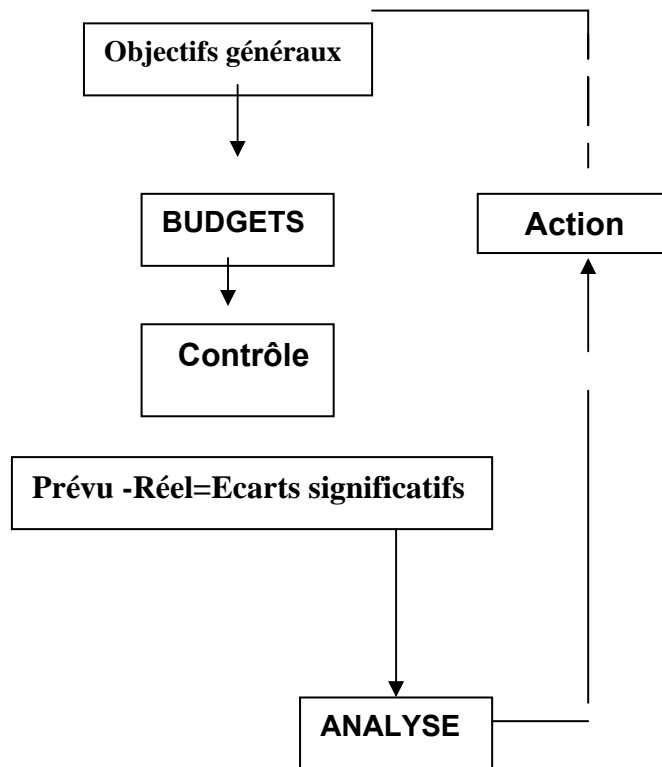 Objectifs généraux
BUDGETS
Action
Contrôle
Prévu -Réel=Ecarts significatifs
ANALYSE